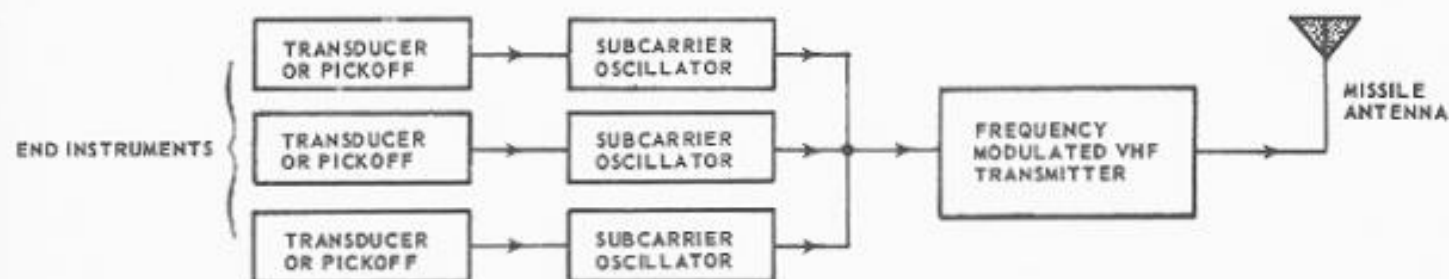 TRANSDUCER
OR PICKOFF
SUBCARRIER
OSCILLATOR
MISSILE
ANTENNA
END INSTRUMENTS
TRANSDUCER
OR PICKOFF
SUBCARRIER
OSCILLATOR
FREQUENCY
MODULATED VHF
TRANSMITTER
TRANSDUCER
OR PICKOFF
SUBCARRIER
OSCILLATOR